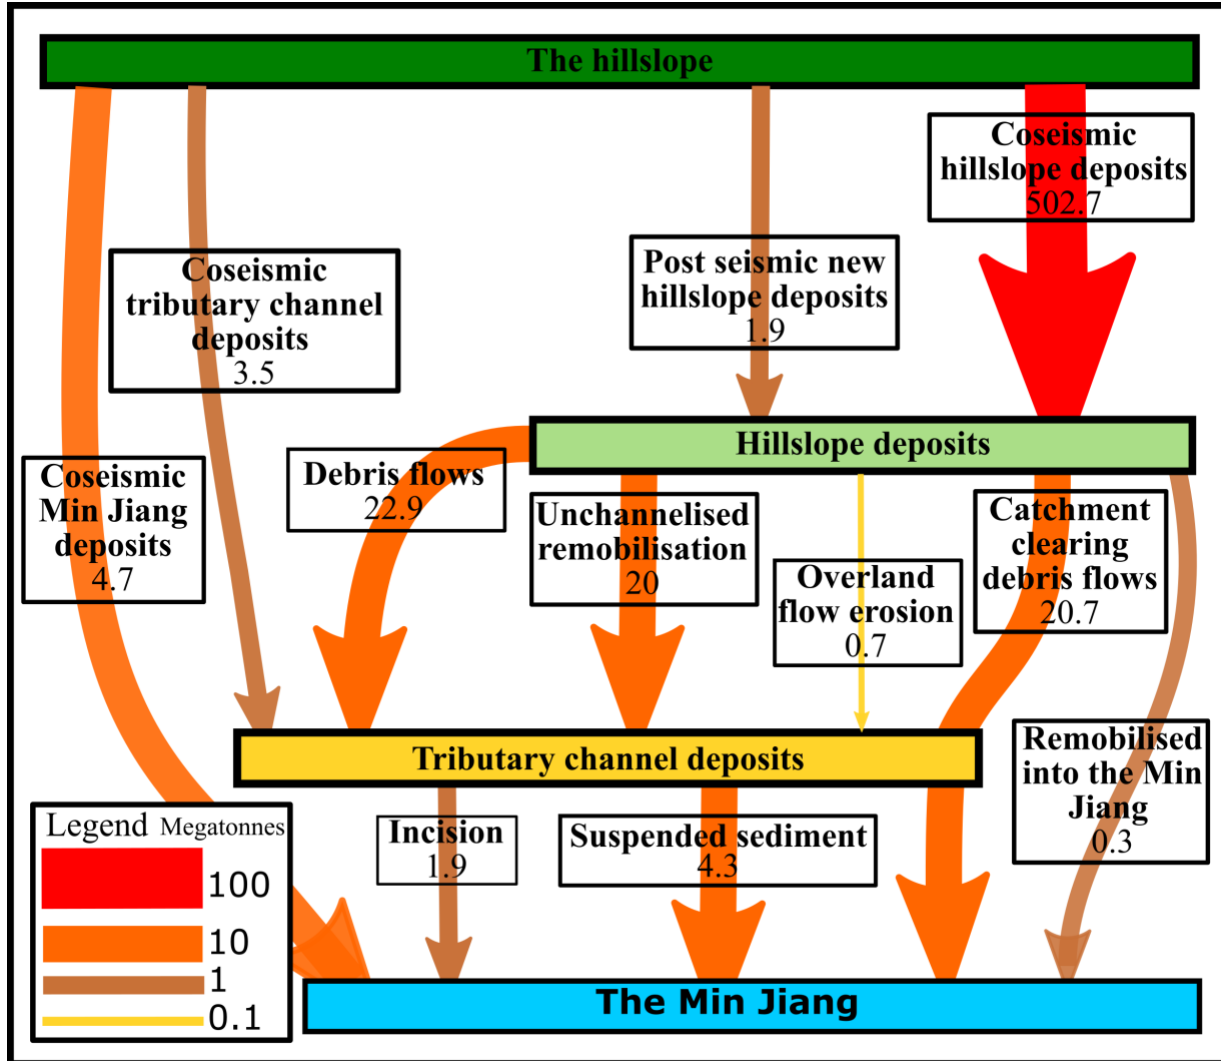 The hillslope
Coseismic
hillslope deposits
502.7
Coseismic
tributary channel
deposits
3.5
Post seismic new
hillslope deposits
1.9
Hillslope deposits
Coseismic
Min Jiang
deposits
4.7
Debris flows
22.9
Unchannelised
remobilisation
20
Overland
flow erosion
0.7
Catchment
clearing
debris flows
20.7
Tributary channel deposits
Remobilised
into the Min
Jiang
0.3
Incision
1.9
Suspended sediment
4.3
Legend Megatonnes
100
10
1
0.1
The Min Jiang